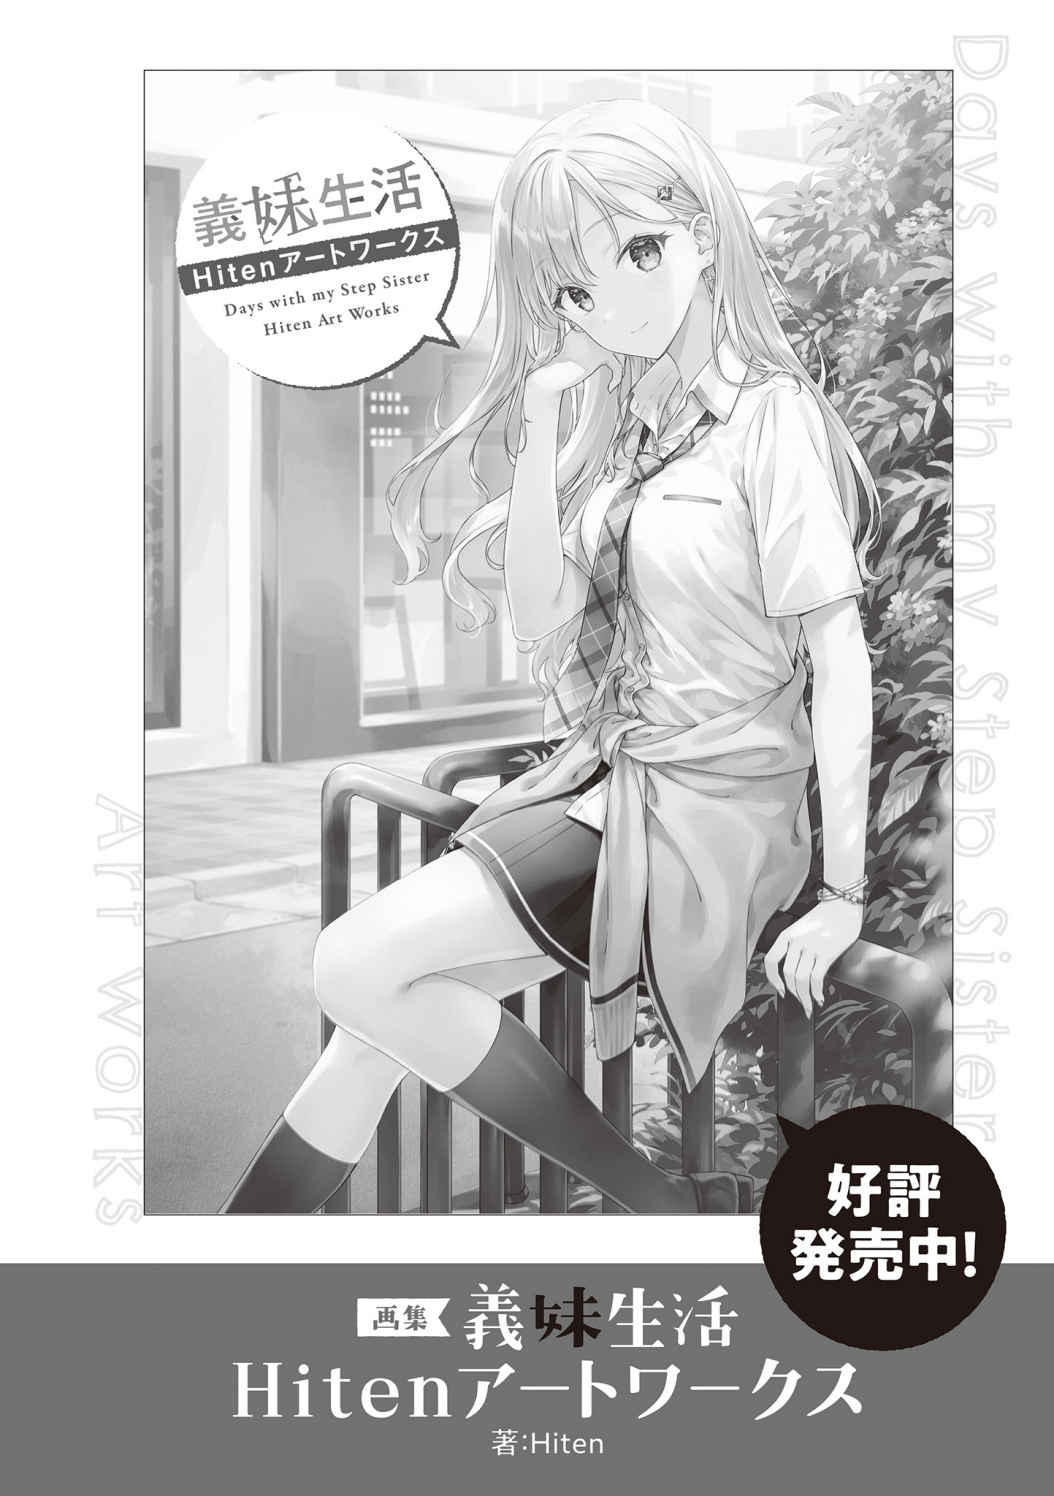 Days with my Step Sister
Art works
義妹生活
Hitenアートワークス
Days with my Step Sister
Hiten Art Works
好評
発売中!
画集 義妹生活
Hitenアートワークス
著:Hiten